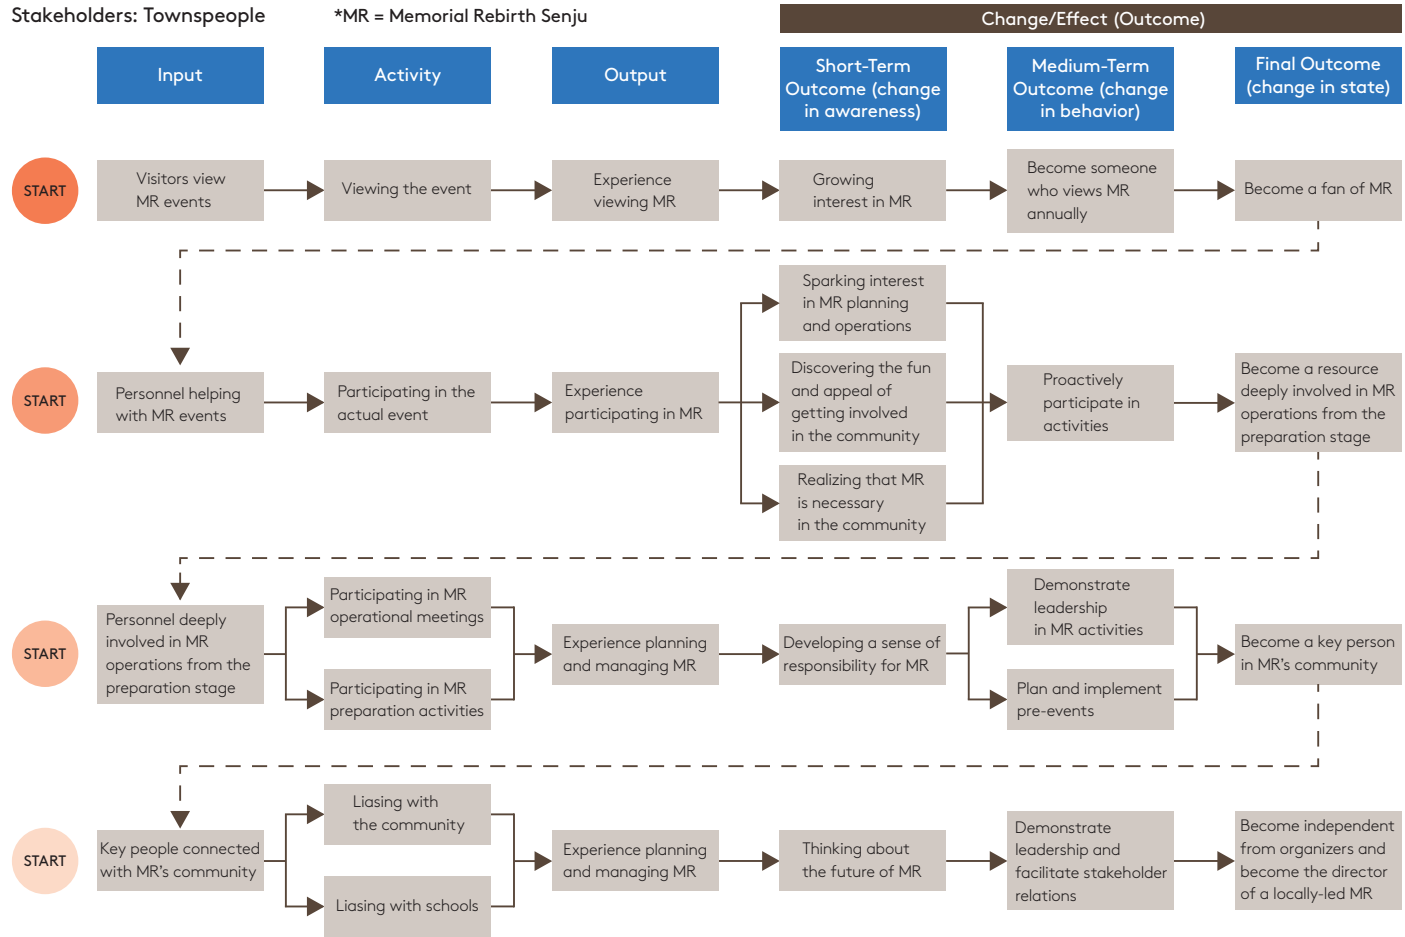 Stakeholders: Townspeople
*MR = Memorial Rebirth Senju
Change/Effect (Outcome)
Input
Activity
Output
Short-Term
Outcome (change
in awareness)
Medium-Term
Outcome (change
in behavior)
Final Outcome
(change in state)
START
Visitors view
MR events
Viewing the event
Experience
viewing MR
Growing
interest in MR
Become someone
who views MR
annually
Become a fan of MR
START
Personnel helping
with MR events
Participating in the
actual event
Experience
participating in MR
Sparking interest
in MR planning
and operations
Discovering the fun
and appeal of
getting involved
in the community
Realizing that MR
is necessary
in the community
Proactively
participate in
activities
Become a resource
deeply involved in MR
operations from the
preparation stage
START
Personnel deeply
involved in MR
operations from the
preparation stage
Participating in MR
operational meetings
Participating in MR
preparation activities
Experience planning
and managing MR
Developing a sense of
responsibility for MR
Demonstrate
leadership
in MR activities
Plan and implement
pre-events
Become a key person
in MR's community
START
Key people connected
with MR's community
Liasing with
the community
Liasing with schools
Experience planning
and managing MR
Thinking about
the future of MR
Demonstrate
leadership and
facilitate stakeholder
relations
Become independent
from organizers and
become the director
of a locally-led MR